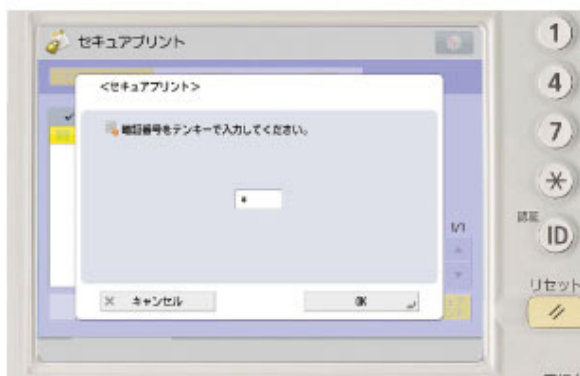 セキュアプリント
<セキュアプリント>
暗証番号をテンキーで入力してください。
*
1/1
× キャンセル
OK
1
4
7
*
認証
ID
リセット